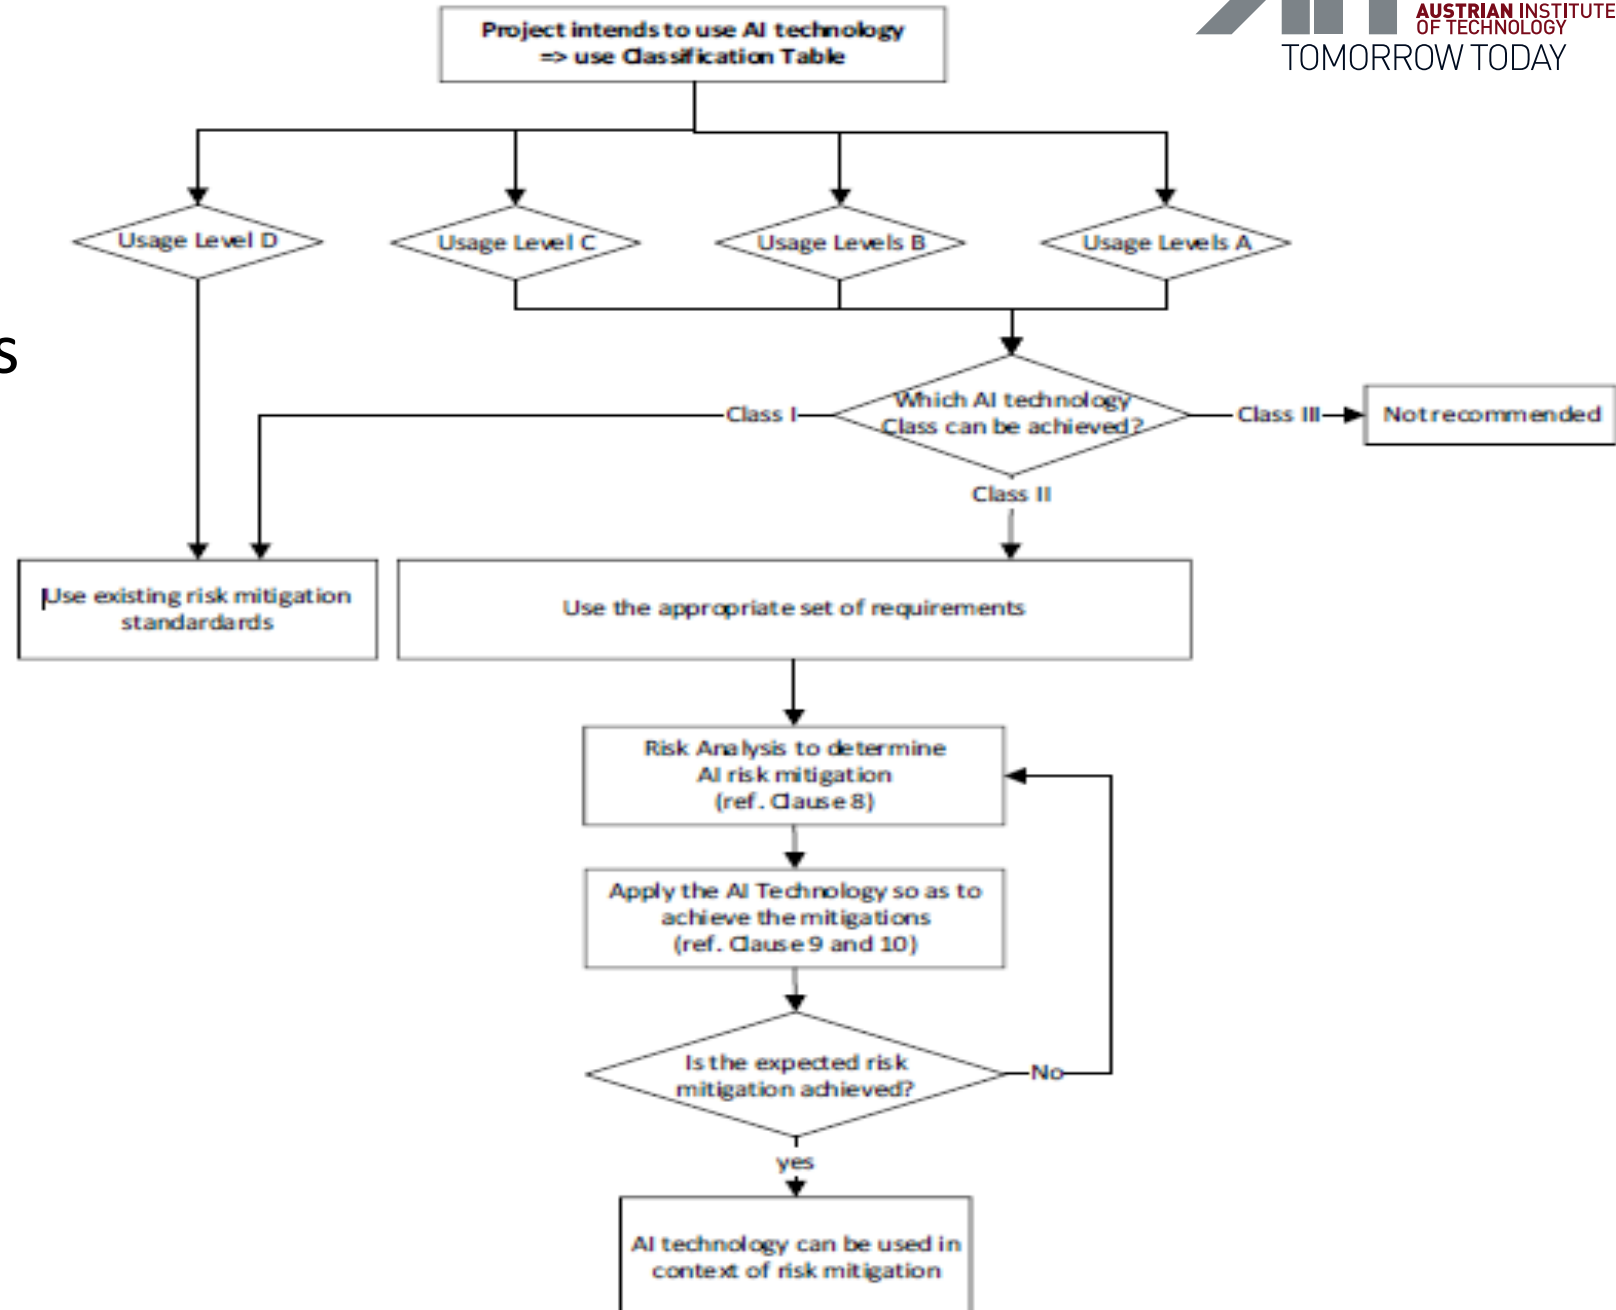 AUSTRIAN INSTITUTE
OF TECHNOLOGY
TOMORROW TODAY
Project intends to use AI technology
=> use Classification Table
Usage Level D
Usage Level C
Usage Levels B
Usage Levels A
s
Class I
Which AI technology
Class can be achieved?
Class III
Not recommended
Class II
Use existing risk mitigation
standardards
Use the appropriate set of requirements
Risk Analysis to determine
AI risk mitigation
(ref. Clause 8)
Apply the AI Technology so as to
achieve the mitigations
(ref. Clause 9 and 10)
Is the expected risk
mitigation achieved?
No
yes
AI technology can be used in
context of risk mitigation